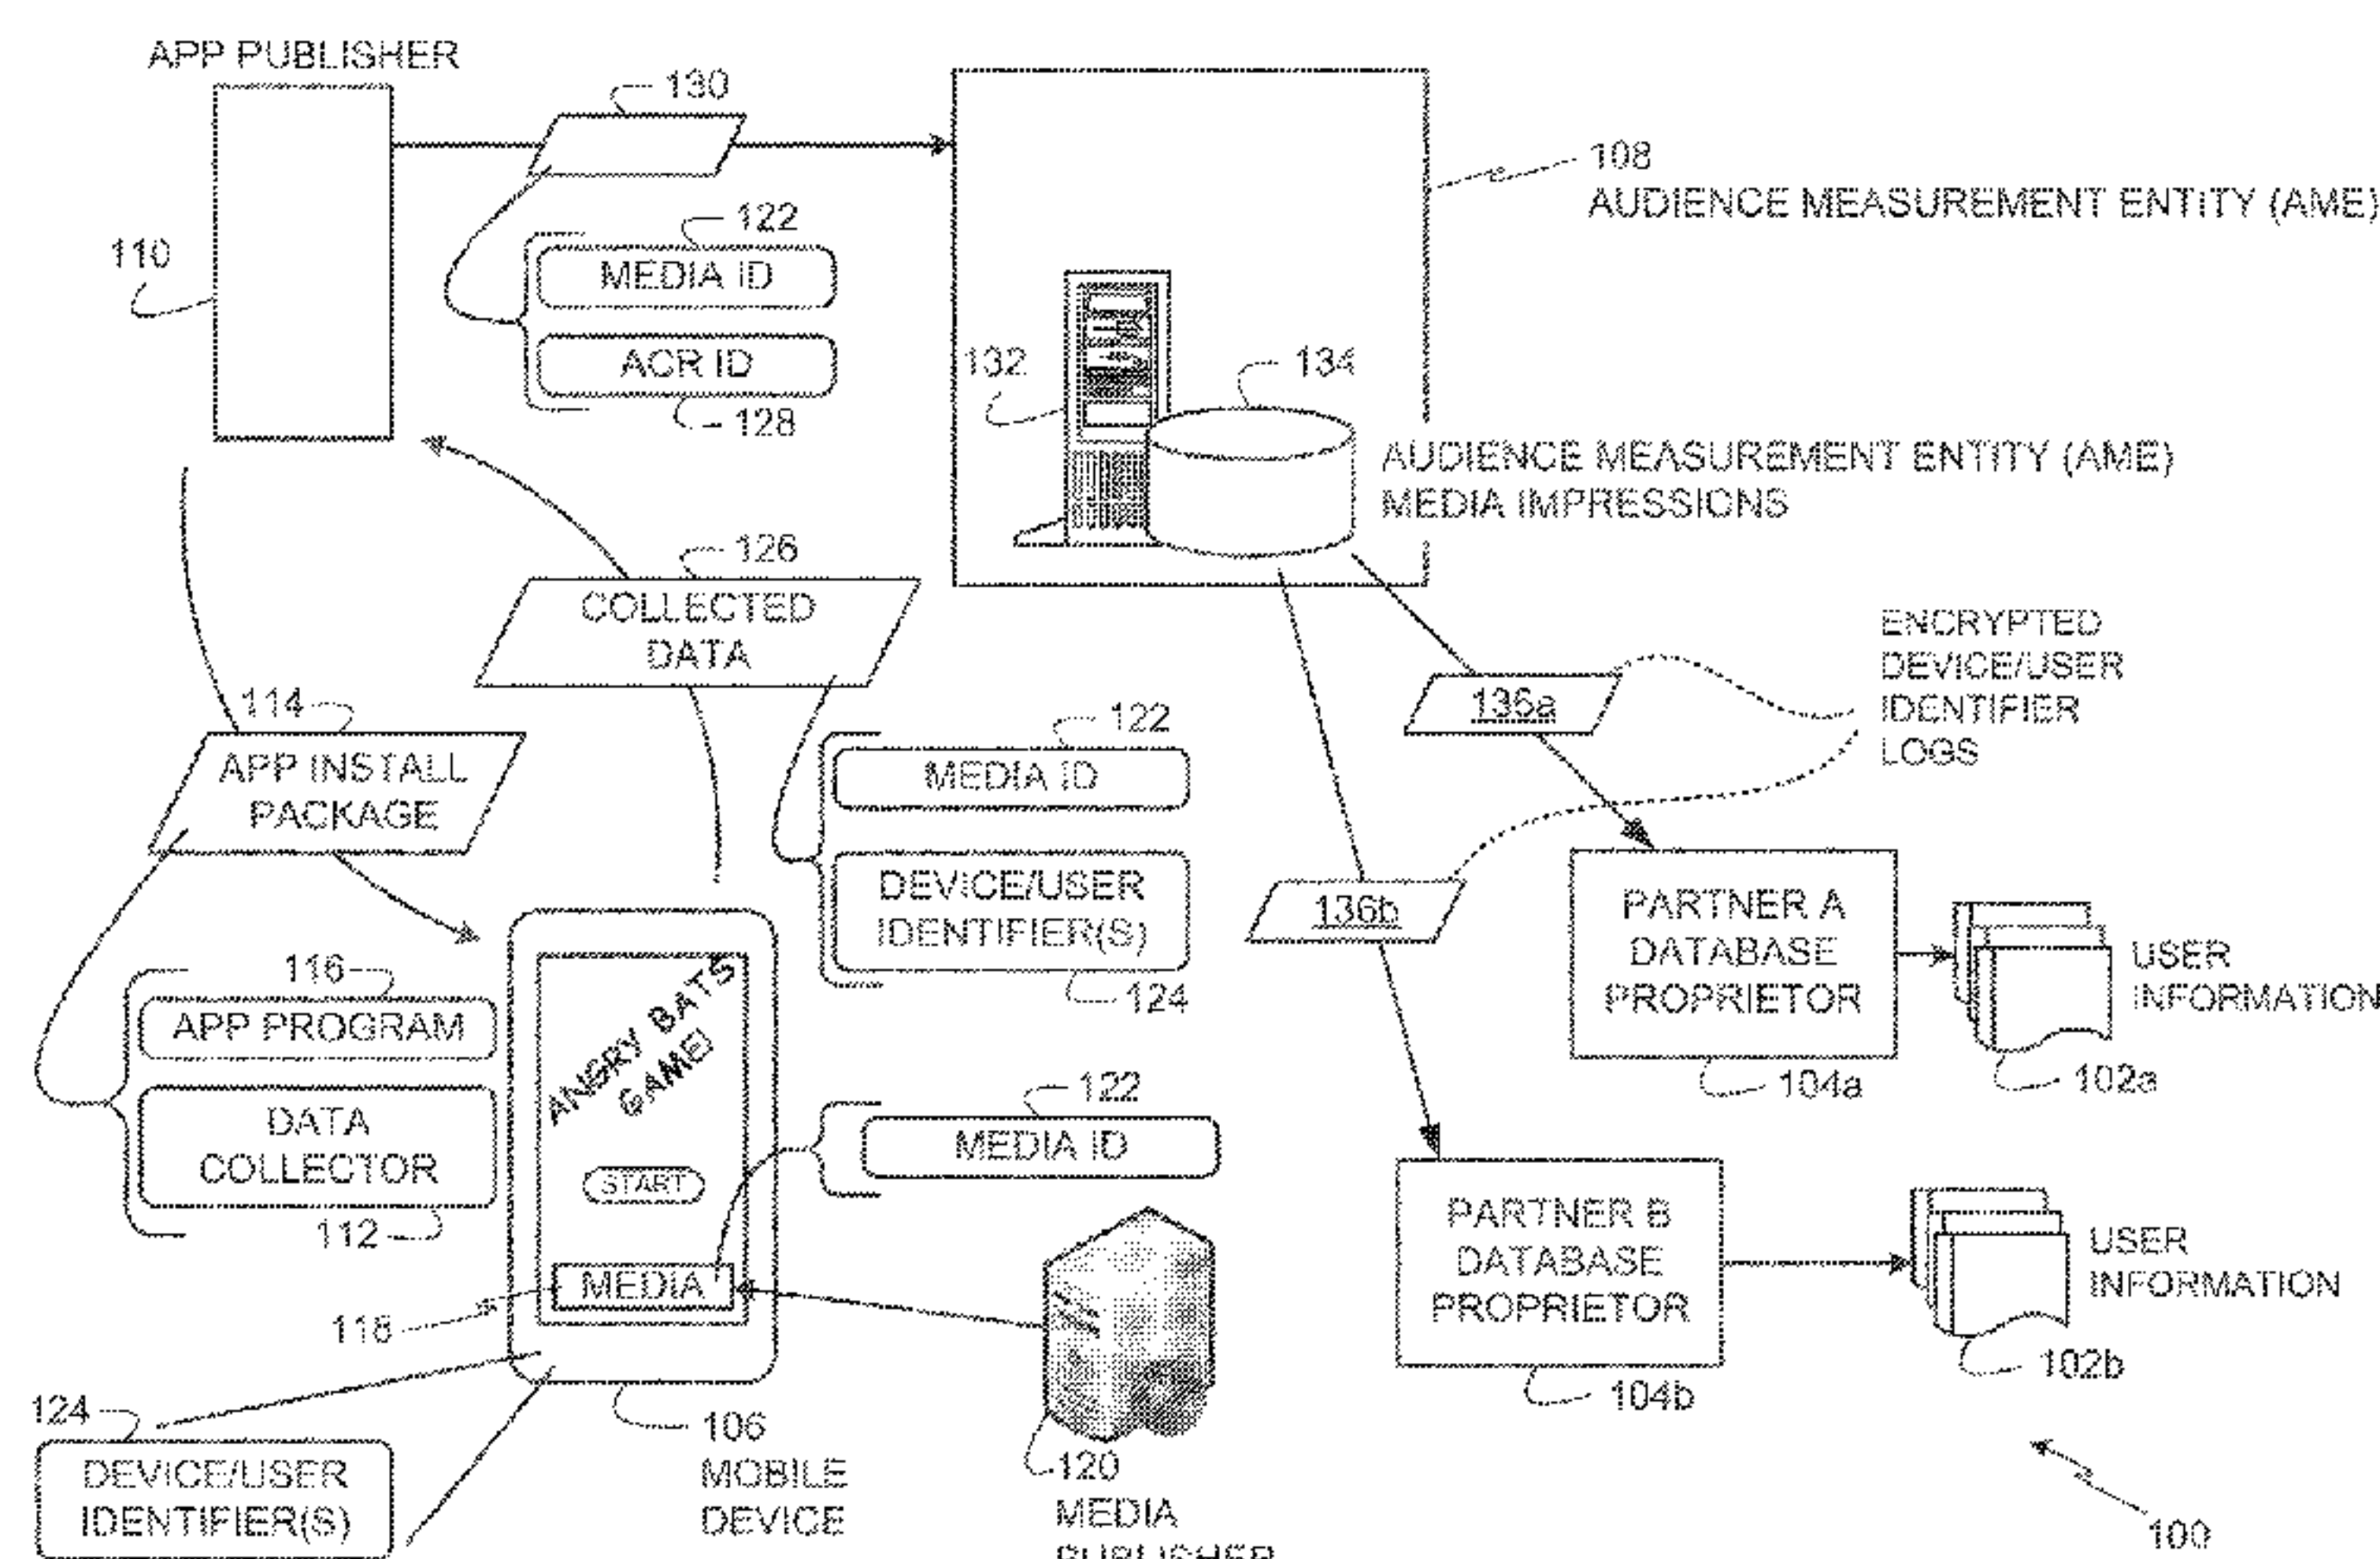 APP PUBLISHER
130
108
AUDIENCE MEASUREMENT ENTITY (AME)
110
122
MEDIA ID
ACR ID
128
132
134
AUDIENCE MEASUREMENT ENTITY (AME)
MEDIA IMPRESSIONS
126
COLLECTED
DATA
ENCRYPTED
DEVICE/USER
IDENTIFIER
LOGS
136a
114
APP INSTALL
PACKAGE
122
MEDIA ID
DEVICE/USER
IDENTIFIER(S)
124
136b
PARTNER A
DATABASE
PROPRIETOR
104a
USER
INFORMATION
102a
116
APP PROGRAM
DATA
COLLECTOR
112
ANGRY BATS
GAME
START
MEDIA
118
122
MEDIA ID
PARTNER B
DATABASE
PROPRIETOR
104b
USER
INFORMATION
102b
124
DEVICE/USER
IDENTIFIER(S)
106
MOBILE
DEVICE
120
MEDIA
PUBLISHER
100